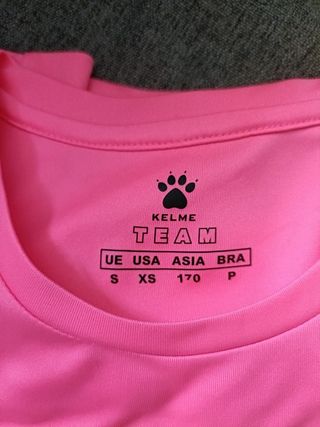 KELME
TEAM
UE USA ASIA BRA
S XS 170 P